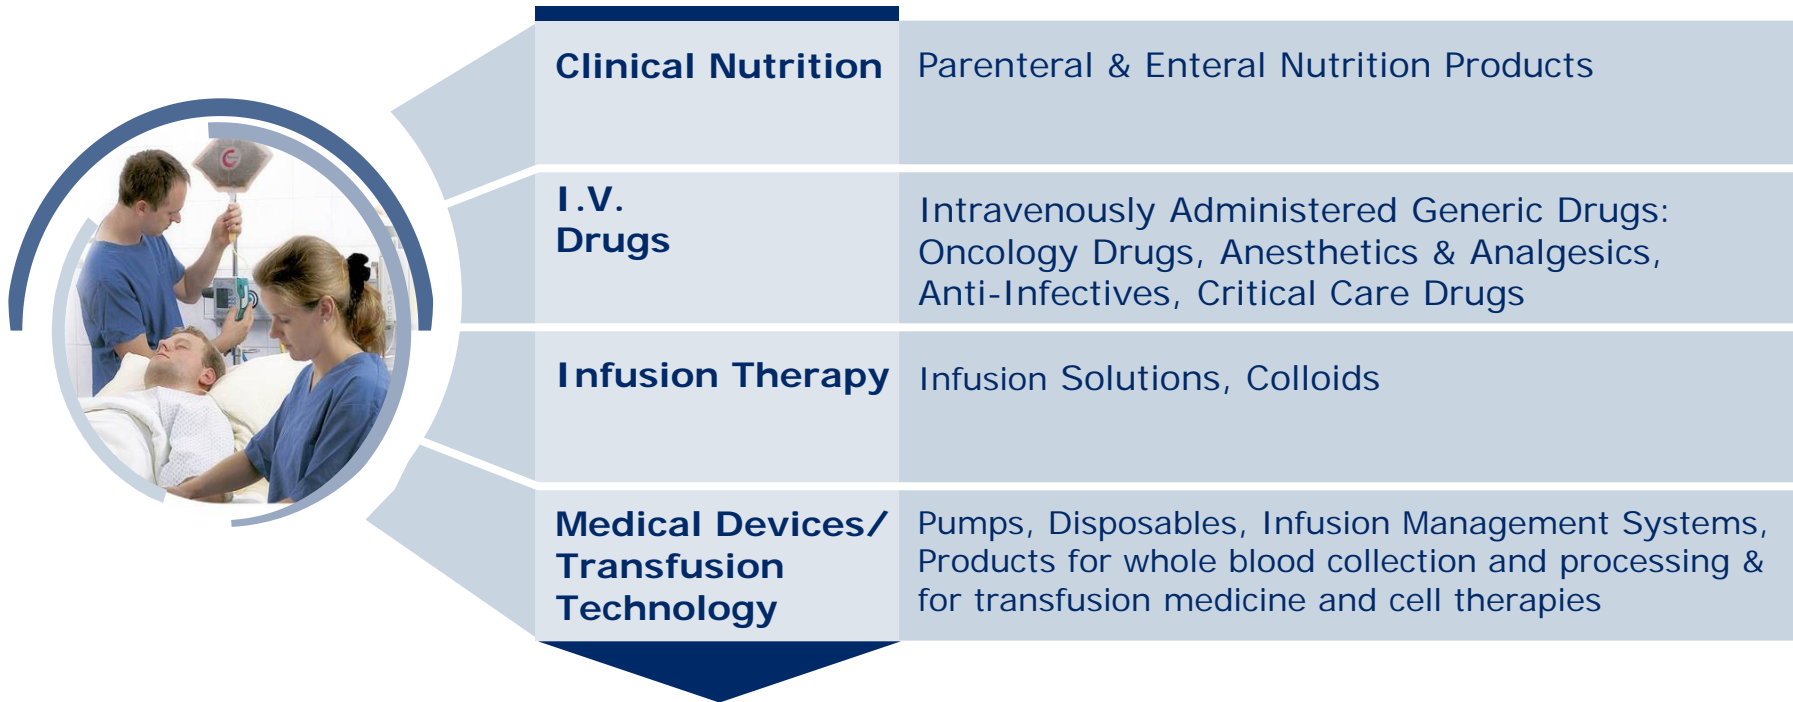 Clinical Nutrition
Parenteral & Enteral Nutrition Products
I.V.
Drugs
Intravenously Administered Generic Drugs:
Oncology Drugs, Anesthetics & Analgesics,
Anti-Infectives, Critical Care Drugs
Infusion Therapy
Infusion Solutions, Colloids
Medical Devices/
Transfusion
Technology
Pumps, Disposables, Infusion Management Systems,
Products for whole blood collection and processing &
for transfusion medicine and cell therapies